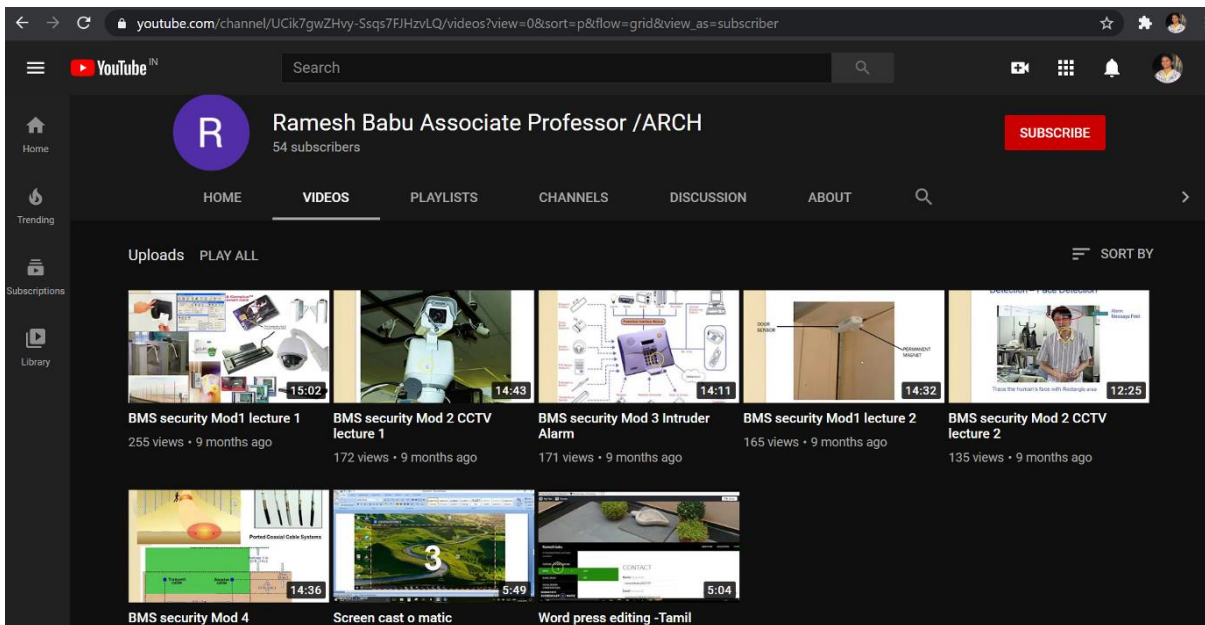 youtube.com/channel/UCik7gwZHvy-Ssqs7FJHzvLQ/videos?view=0&sort=p&flow=grid&view_as=subscriber
YouTube IN
Search
R
Ramesh Babu Associate Professor /ARCH
54 subscribers
SUBSCRIBE
Home
Trending
Subscriptions
Library
HOME VIDEOS PLAYLISTS CHANNELS DISCUSSION ABOUT
Uploads PLAY ALL
SORT BY
15:02
BMS security Mod1 lecture 1
255 views • 9 months ago
14:43
BMS security Mod 2 CCTV
lecture 1
172 views • 9 months ago
14:11
BMS security Mod 3 Intruder
Alarm
171 views • 9 months ago
DOOR
SENSOR
PERMANENT
MAGNET
14:32
BMS security Mod1 lecture 2
165 views • 9 months ago
Detection – Face Detection
Alarm
Message Post
Trace the human's face with Rectangle area
12:25
BMS security Mod 2 CCTV
lecture 2
135 views • 9 months ago
Ported Coaxial Cable Systems
14:36
BMS security Mod 4
3
5:49
Screen cast o matic
CONTACT
5:04
Word press editing -Tamil